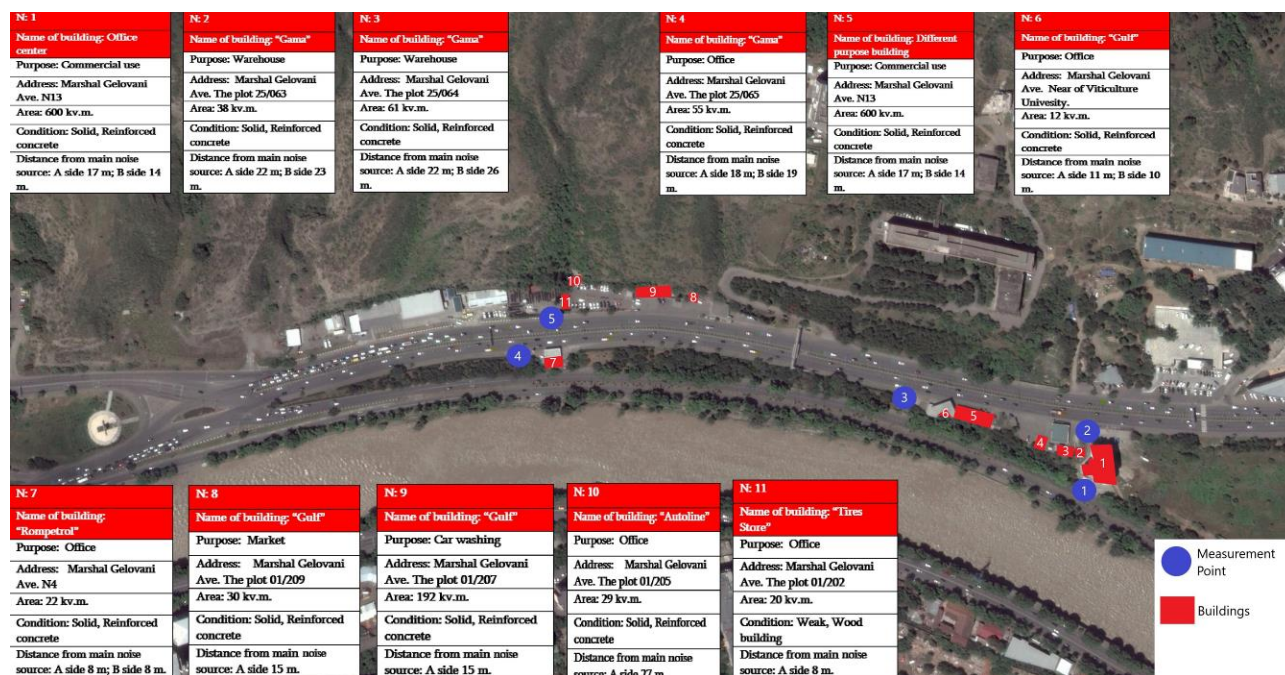 N: 1
Name of building: Office
center
Purpose: Commercial use
Address: Marshal Gelovani
Ave. N13
Area: 600 kv.m.
Condition: Solid, Reinforced
concrete
Distance from main noise
source: A side 17 m; B side 14
m.
N: 2
Name of building: “Gama”
Purpose: Warehouse
Address: Marshal Gelovani
Ave. The plot 25/063
Area: 38 kv.m.
Condition: Solid, Reinforced
concrete
Distance from main noise
source: A side 22 m; B side 23
m.
N: 3
Name of building: “Gama”
Purpose: Warehouse
Address: Marshal Gelovani
Ave. The plot 25/064
Area: 61 kv.m.
Condition: Solid, Reinforced
concrete
Distance from main noise
source: A side 22 m; B side 26
m.
N: 4
Name of building: “Gama”
Purpose: Office
Address: Marshal Gelovani
Ave. The plot 25/065
Area: 55 kv.m.
Condition: Solid, Reinforced
concrete
Distance from main noise
source: A side 18 m; B side 19
m.
N: 5
Name of building: Different
purpose building
Purpose: Commercial use
Address: Marshal Gelovani
Ave. N13
Area: 600 kv.m.
Condition: Solid, Reinforced
concrete
Distance from main noise
source: A side 17 m; B side 14
m.
N: 6
Name of building: “Gulf”
Purpose: Office
Address: Marshal Gelovani
Ave. Near of Viticulture
Univesity.
Area: 12 kv.m.
Condition: Solid, Reinforced
concrete
Distance from main noise
source: A side 11 m; B side 10
m.
10
9
8
11
5
4
7
3
6
5
2
4
3
2
1
1
N: 7
Name of building:
“Rompetrol”
Purpose: Office
Address: Marshal Gelovani
Ave. N4
Area: 22 kv.m.
Condition: Solid, Reinforced
concrete
Distance from main noise
source: A side 8 m; B side 8 m.
N: 8
Name of building: “Gulf”
Purpose: Market
Address: Marshal Gelovani
Ave. The plot 01/209
Area: 30 kv.m.
Condition: Solid, Reinforced
concrete
Distance from main noise
source: A side 15 m.
N: 9
Name of building: “Gulf”
Purpose: Car washing
Address: Marshal Gelovani
Ave. The plot 01/207
Area: 192 kv.m.
Condition: Solid, Reinforced
concrete
Distance from main noise
source: A side 15 m.
N: 10
Name of building: “Autoline”
Purpose: Office
Address: Marshal Gelovani
Ave. The plot 01/205
Area: 29 kv.m.
Condition: Solid, Reinforced
concrete
Distance from main noise
source: A side 27 m.
N: 11
Name of building: “Tires
Store”
Purpose: Office
Address: Marshal Gelovani
Ave. The plot 01/202
Area: 20 kv.m.
Condition: Weak, Wood
building
Distance from main noise
source: A side 8 m.
Measurement
Point
Buildings